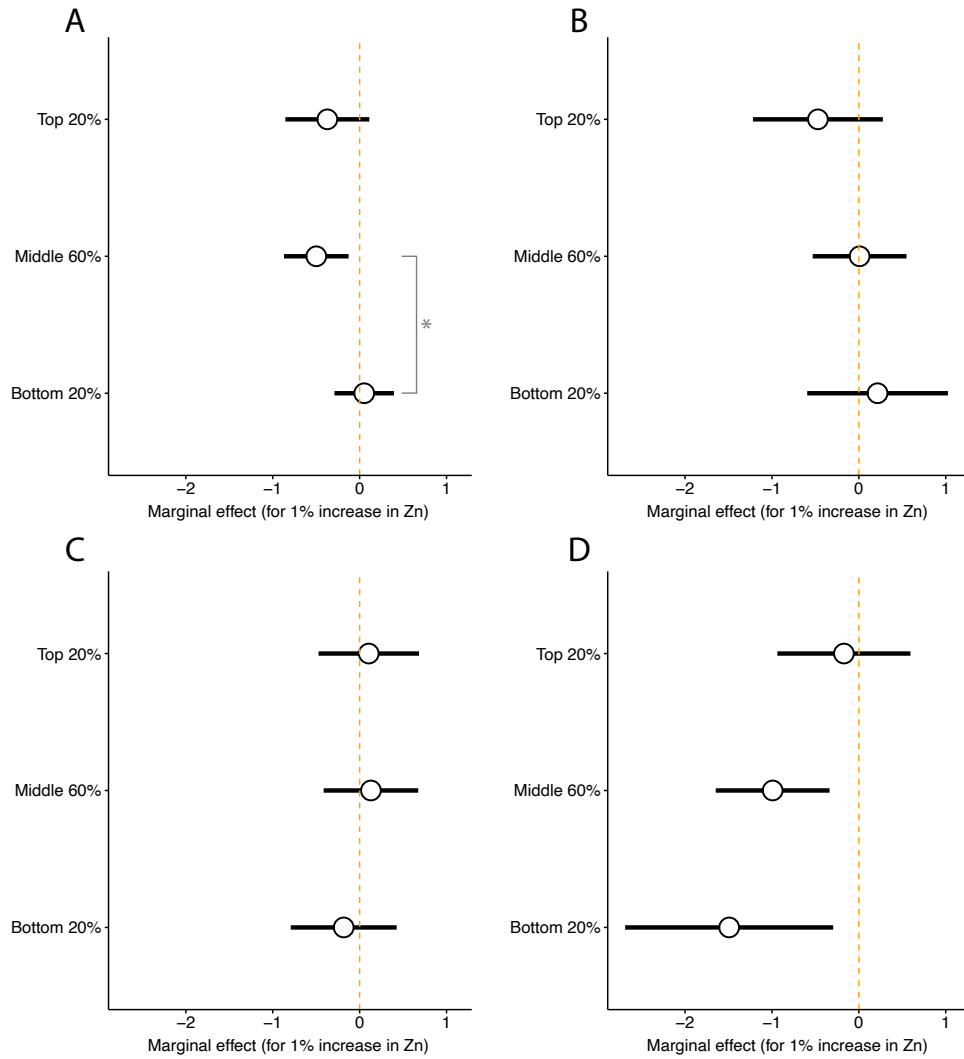 A
Top 20%
Middle 60%
*
Bottom 20%
−2 −1 0 1
Marginal effect (for 1% increase in Zn)
B
Top 20%
Middle 60%
Bottom 20%
−2 −1 0 1
Marginal effect (for 1% increase in Zn)
C
Top 20%
Middle 60%
Bottom 20%
−2 −1 0 1
Marginal effect (for 1% increase in Zn)
D
Top 20%
Middle 60%
Bottom 20%
−2 −1 0 1
Marginal effect (for 1% increase in Zn)